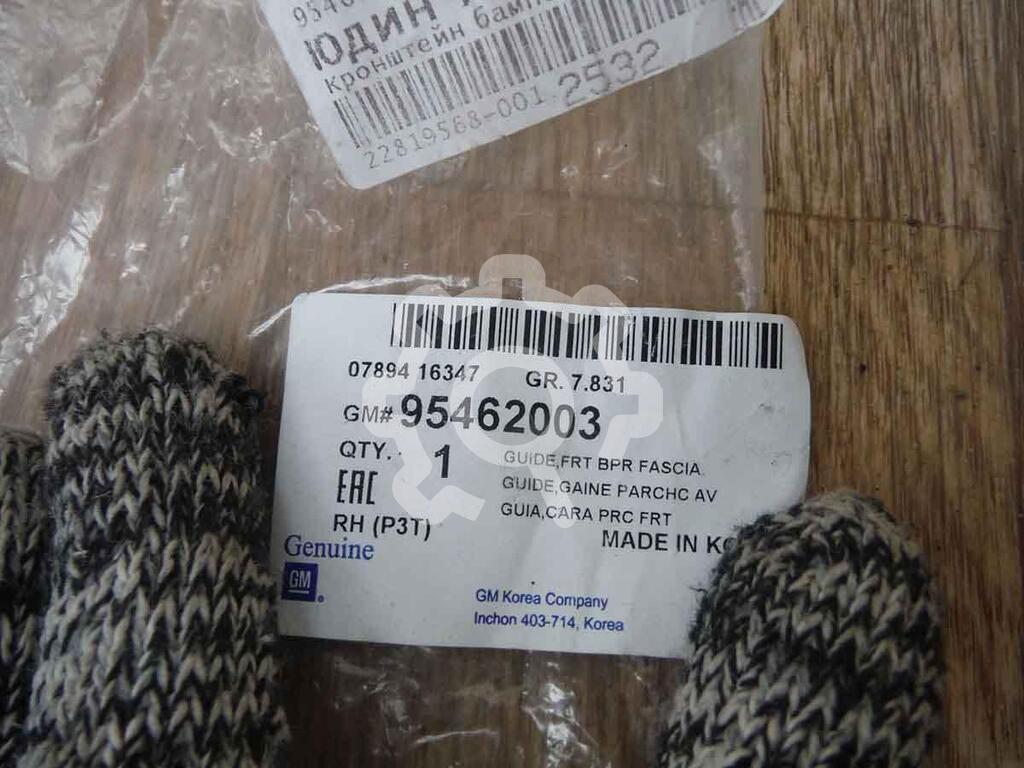 ЮДИН
Кронштейн
2532
22819568-001
07894 16347 GR. 7.831
GM# 95462003
QTY. 1
GUIDE,FRT BPR FASCIA
GUIDE,GAINE PARCHC AV
GUIA,CARA PRC FRT
EAC
RH (P3T)
MADE IN
Genuine
GM
GM Korea Company
Inchon 403-714, Korea